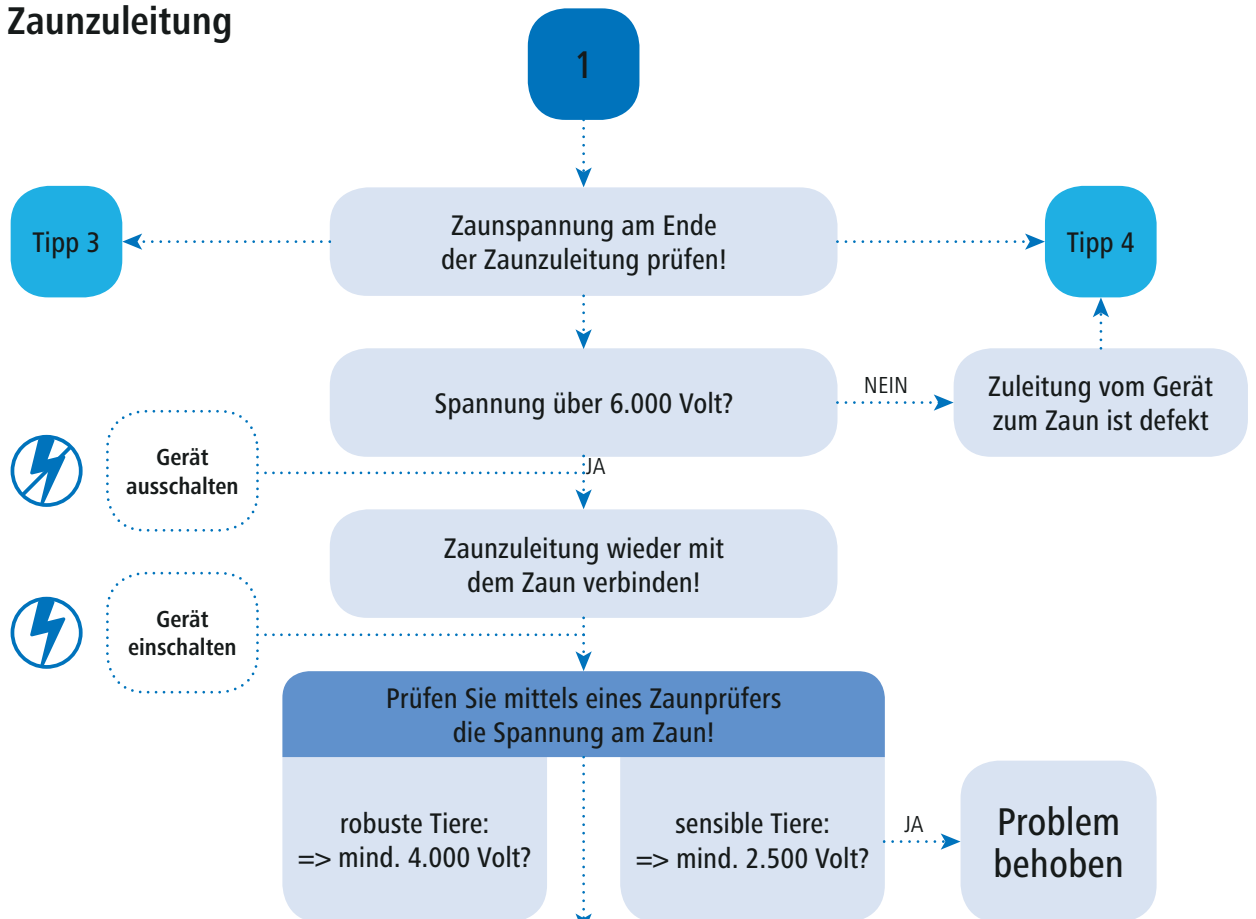 Zaunzuleitung
1
Tipp 3
Zaunspannung am Ende
der Zaunzuleitung prüfen!
Tipp 4
Spannung über 6.000 Volt?
NEIN
Zuleitung vom Gerät
zum Zaun ist defekt
Gerät
ausschalten
JA
Zaunzuleitung wieder mit
dem Zaun verbinden!
Gerät
einschalten
Prüfen Sie mittels eines Zaunprüfers
die Spannung am Zaun!
robuste Tiere:
=> mind. 4.000 Volt?
sensible Tiere:
=> mind. 2.500 Volt?
JA
Problem
behoben